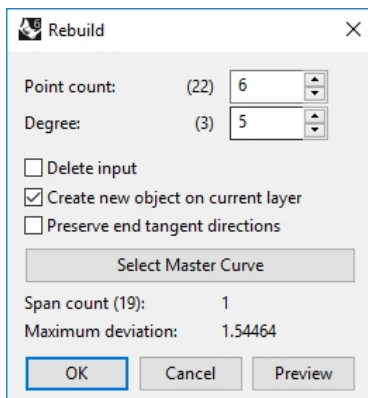 Rebuild
Point count: (22) 6
Degree: (3) 5
Delete input
Create new object on current layer
Preserve end tangent directions
Select Master Curve
Span count (19): 1
Maximum deviation: 1.54464
OK Cancel Preview